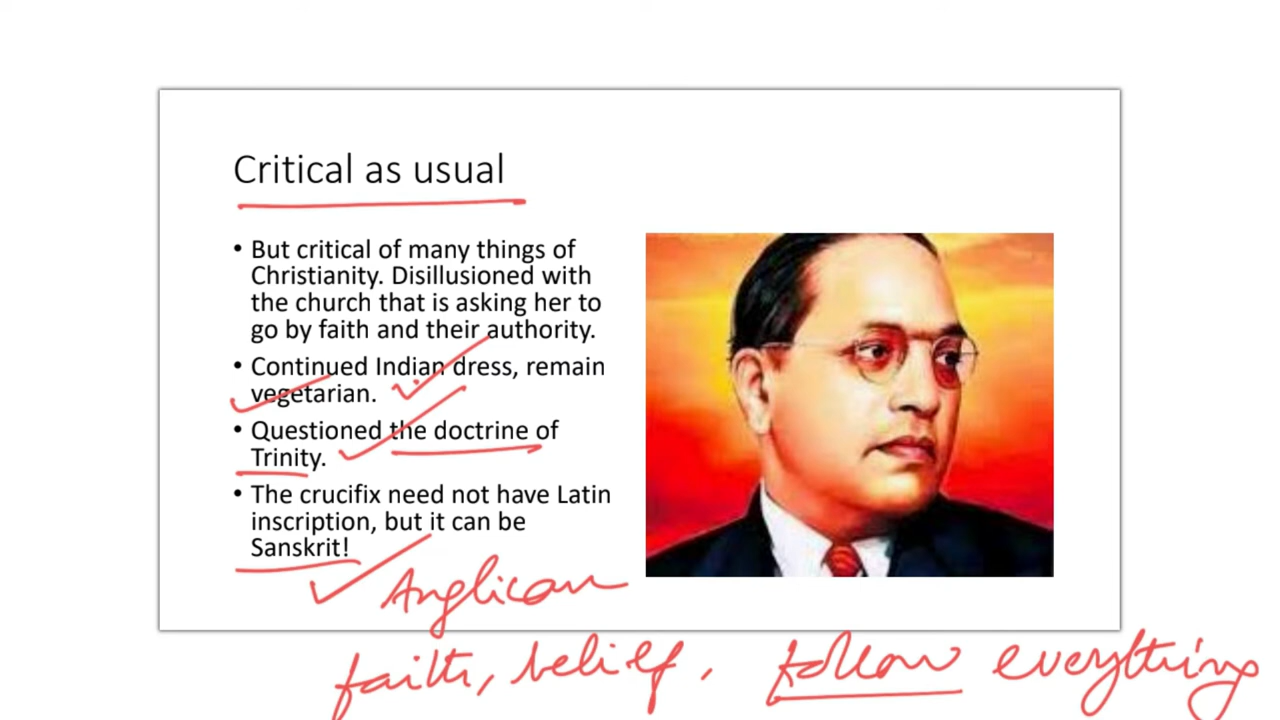 Critical as usual
• But critical of many things of
Christianity. Disillusioned with
the church that is asking her to
go by faith and their authority.
• Continued Indian dress, remain
vegetarian.
• Questioned the doctrine of
Trinity.
• The crucifix need not have Latin
inscription, but it can be
Sanskrit!
Anglican
faith, belief, follow everything